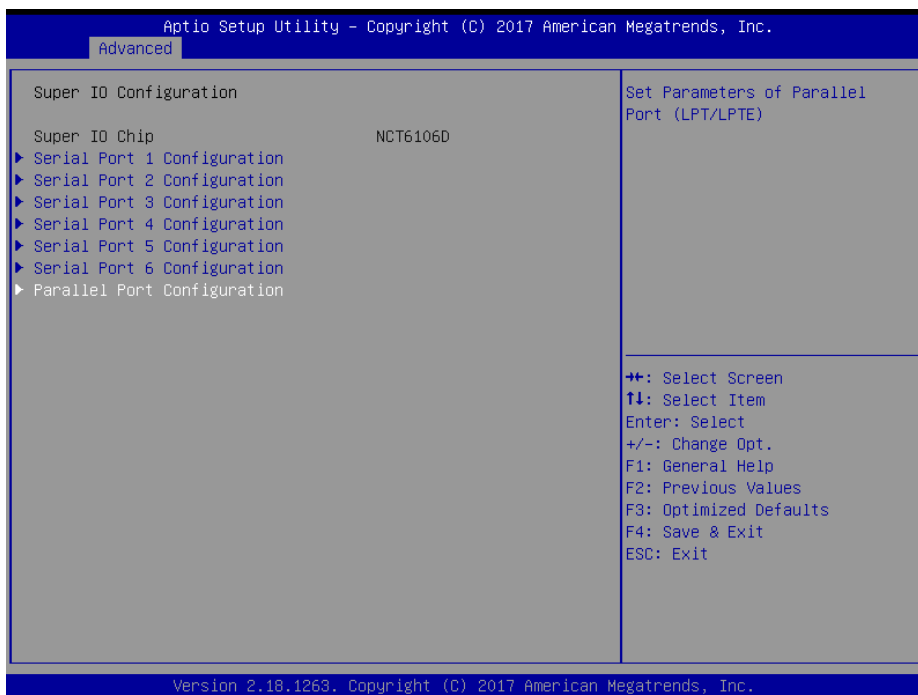 Aptio Setup Utility – Copyright (C) 2017 American Megatrends, Inc.
Advanced
Super IO Configuration
Super IO Chip NCT6106D
Serial Port 1 Configuration
Serial Port 2 Configuration
Serial Port 3 Configuration
Serial Port 4 Configuration
Serial Port 5 Configuration
Serial Port 6 Configuration
Parallel Port Configuration
Set Parameters of Parallel
Port (LPT/LPTE)
→←: Select Screen
↑↓: Select Item
Enter: Select
+/-: Change Opt.
F1: General Help
F2: Previous Values
F3: Optimized Defaults
F4: Save & Exit
ESC: Exit
Version 2.18.1263. Copyright (C) 2017 American Megatrends, Inc.